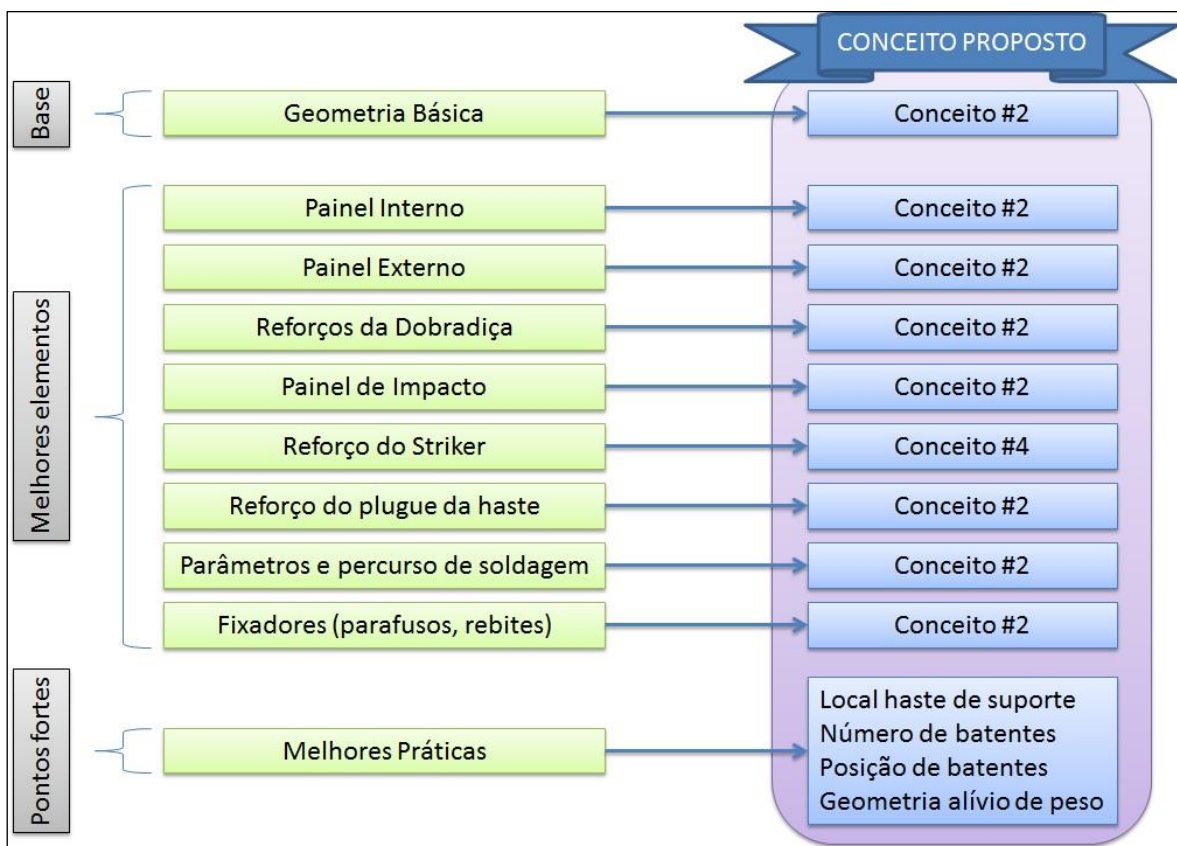 CONCEITO PROPOSTO
Base
Geometria Básica
Conceito #2
Melhores elementos
Painel Interno
Conceito #2
Painel Externo
Conceito #2
Reforços da Dobradiça
Conceito #2
Painel de Impacto
Conceito #2
Reforço do Striker
Conceito #4
Reforço do plugue da haste
Conceito #2
Parâmetros e percurso de soldagem
Conceito #2
Fixadores (parafusos, rebites)
Conceito #2
Pontos fortes
Melhores Práticas
Local haste de suporte
Número de batentes
Posição de batentes
Geometria alívio de peso